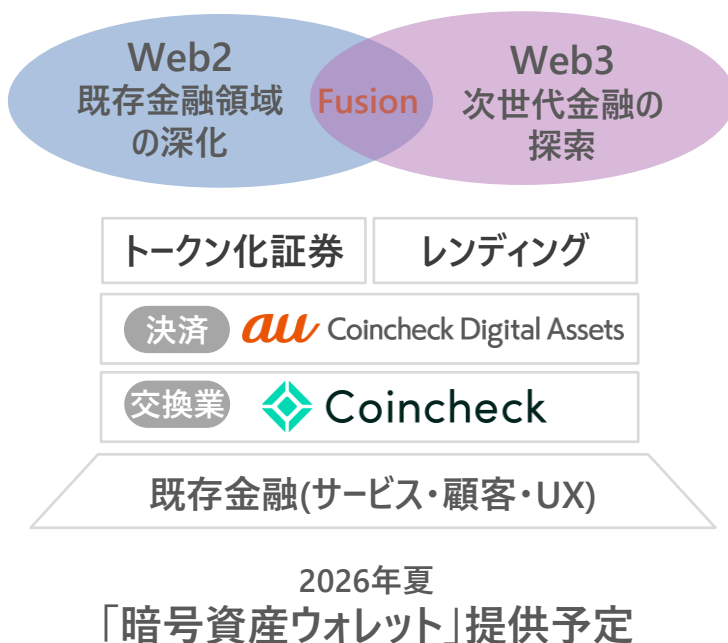 Web2
既存金融領域
の深化
Fusion
Web3
次世代金融の
探索
トークン化証券
レンディング
決済 au Coincheck Digital Assets
交換業 Coincheck
既存金融(サービス・顧客・UX)
2026年夏
「暗号資産ウォレット」提供予定